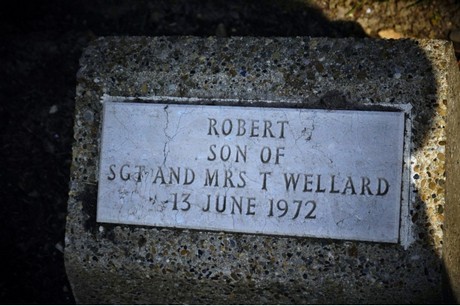 ROBERT J
SON OF
SGT AND MRS T WELLARD
13 JUNE 1972